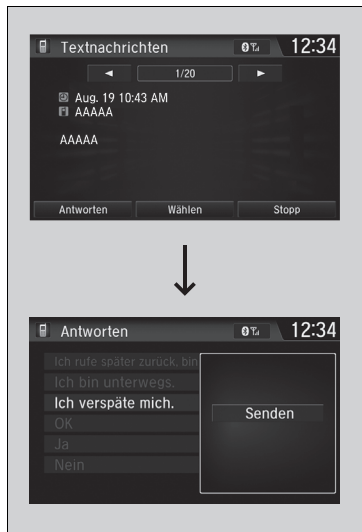 Textnachrichten 12:34
1/20
Aug. 19 10:43 AM
AAAAA
AAAAA
Antworten Wählen Stopp
Antworten 12:34
Ich rufe später zurück, bin
Ich bin unterwegs.
Ich verspäte mich.
Senden
OK
Ja
Nein